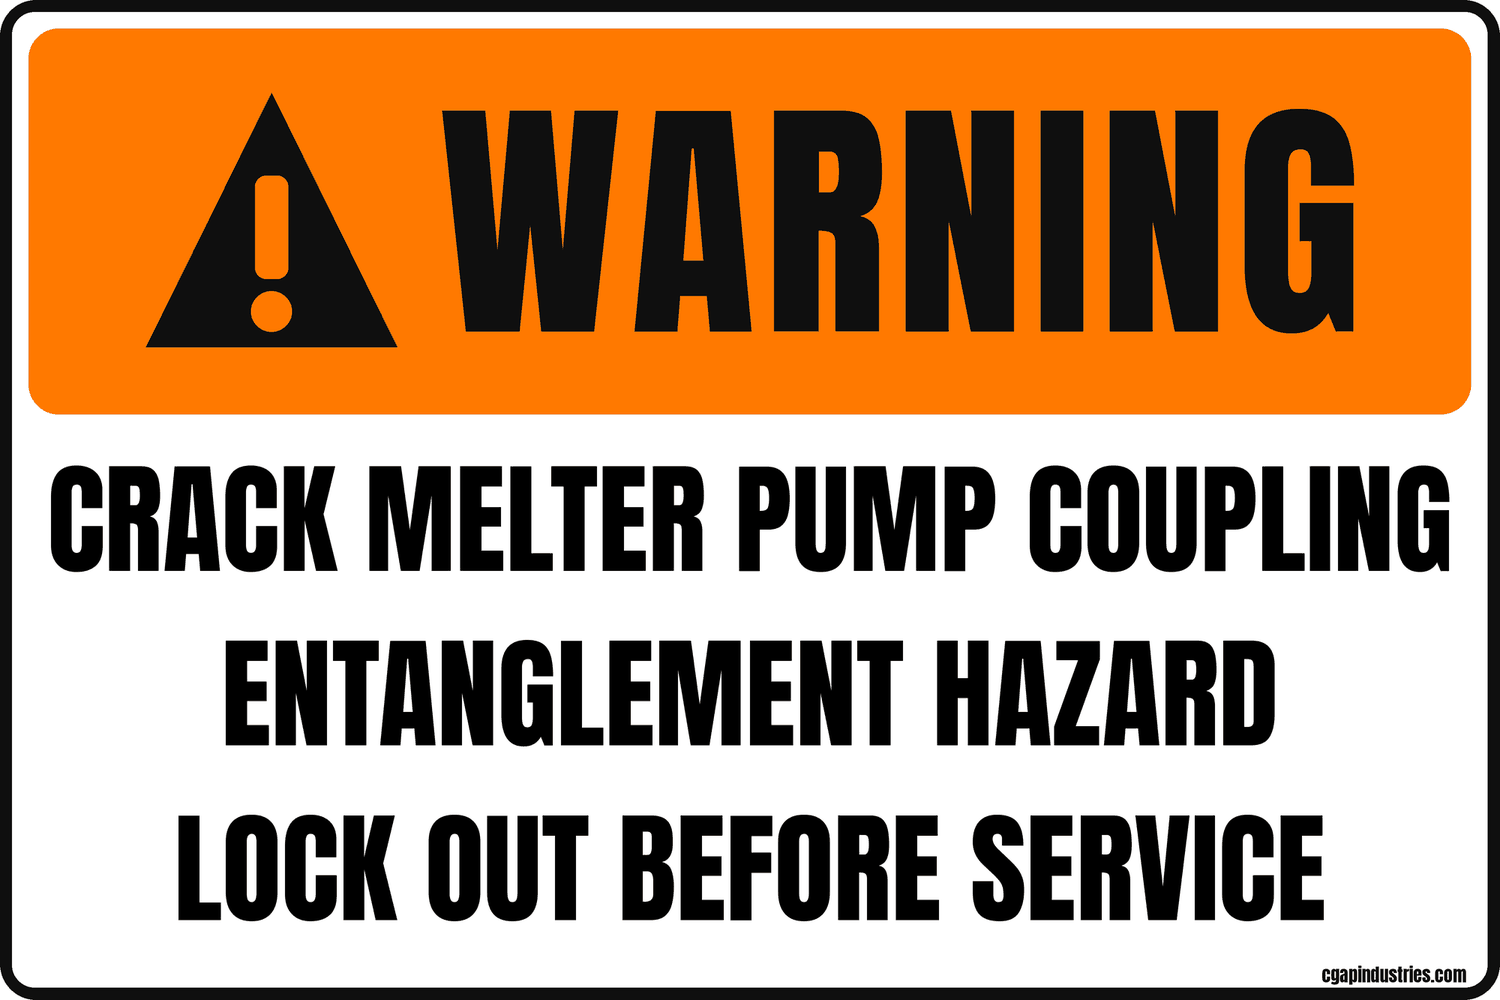 WARNING
CRACK MELTER PUMP COUPLING
ENTANGLEMENT HAZARD
LOCK OUT BEFORE SERVICE
cgapindustries.com